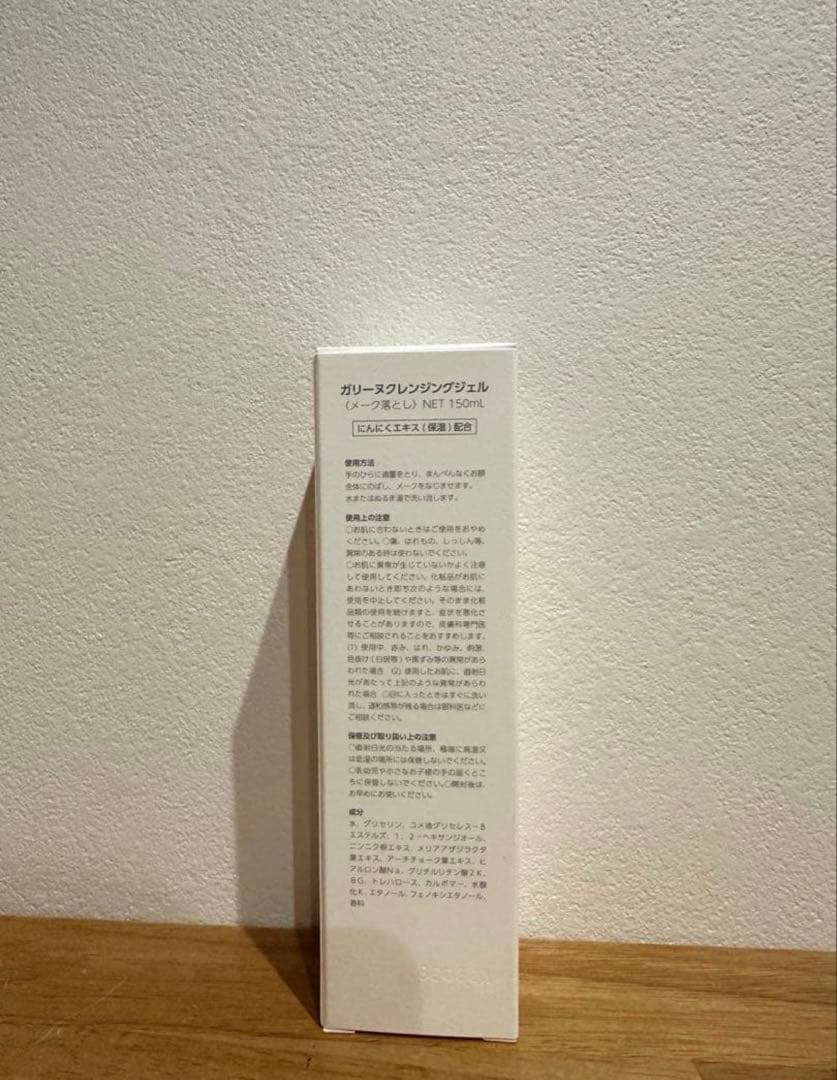 ガリーヌクレンジングジェル
〈メーク落とし〉NET 150mL
にんにくエキス(保湿)配合
使用方法
手のひらに適量をとり、まんべんなくお顔
全体にのばし、メークをなじませます。
水またはぬるま湯で洗い流します。
使用上の注意
○お肌に合わないときはご使用をおやめ
ください。○傷、はれもの、しっしん等、
異常のある時は使わないでください。
○お肌に異常が生じていないかよく注意
して使用してください。化粧品がお肌に
あわないとき即ち次のような場合には、
使用を中止してください。そのまま化粧
品類の使用を続けますと、症状を悪化さ
せることがありますので、皮膚科専門医
等にご相談されることをおすすめします。
(1) 使用中、赤み、はれ、かゆみ、刺激、
色抜け(白斑等)や黒ずみ等の異常があら
われた場合 (2) 使用したお肌に、直射日
光があたって上記のような異常があらわ
れた場合 ○目に入ったときはすぐに洗い
流し、違和感等が残る場合は眼科医などに
ご相談ください。
保管及び取り扱い上の注意
○直射日光の当たる場所、極端に高温又
は低温の場所には保管しないでください。
○乳幼児や小さなお子様の手の届くとこ
ろに保管しないでください。○開封後は、
お早めにお使いください。
成分
水、グリセリン、コメ油グリセレス－８
エステルズ、１，２－ヘキサンジオール、
ニンニク根エキス、メリアアザジラクタ
葉エキス、アーチチョーク葉エキス、ヒ
アルロン酸Ｎａ、グリチルリチン酸２Ｋ、
ＢＧ、トレハロース、カルボマー、水酸
化Ｋ、エタノール、フェノキシエタノール、
香料